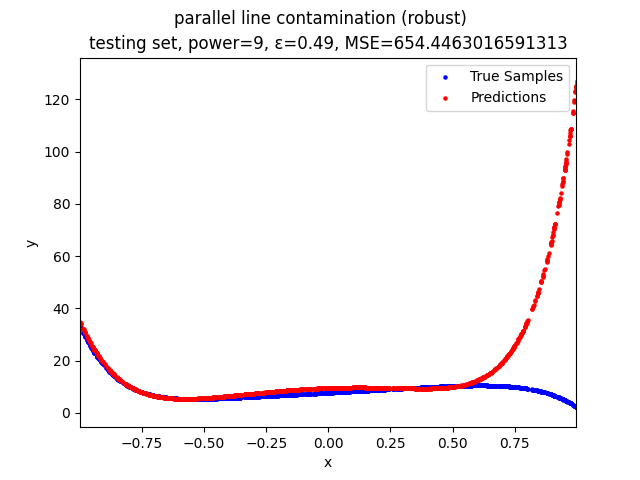 parallel line contamination (robust)
testing set, power=9, ε=0.49, MSE=654.4463016591313
True Samples
Predictions
120
100
80
60
40
20
0
y
−0.75
−0.50
−0.25
0.00
0.25
0.50
0.75
x